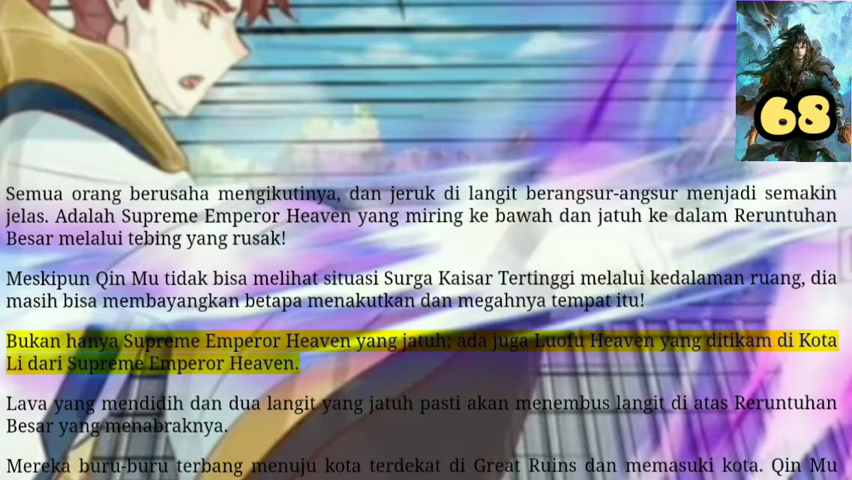 68
Semua orang berusaha mengikutinya, dan jeruk di langit berangsur-angsur menjadi semakin
jelas. Adalah Supreme Emperor Heaven yang miring ke bawah dan jatuh ke dalam Reruntuhan
Besar melalui tebing yang rusak!
Meskipun Qin Mu tidak bisa melihat situasi Surga Kaisar Tertinggi melalui kedalaman ruang, dia
masih bisa membayangkan betapa menakutkan dan megahnya tempat itu!
Bukan hanya Supreme Emperor Heaven yang jatuh; ada juga Luofu Heaven yang ditikam di Kota
Li dari Supreme Emperor Heaven.
Lava yang mendidih dan dua langit yang jatuh pasti akan menembus langit di atas Reruntuhan
Besar yang menabraknya.
Mereka buru-buru terbang menuju kota terdekat di Great Ruins dan memasuki kota. Qin Mu